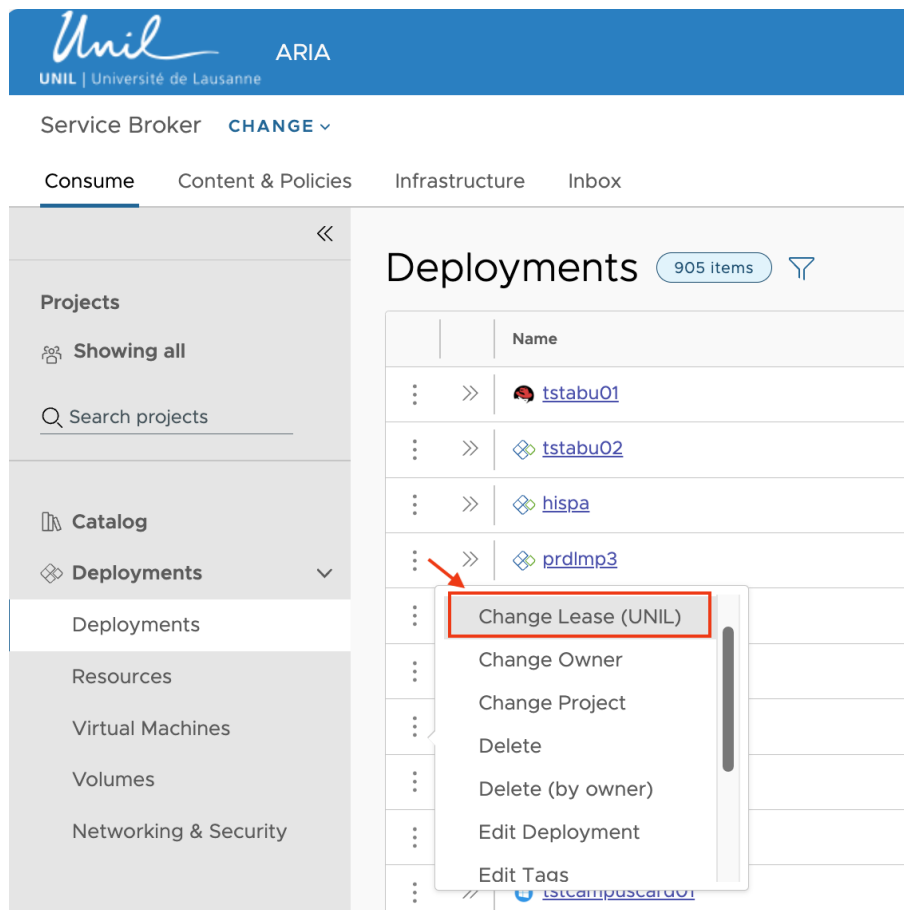 Unil
UNIL | Université de Lausanne
ARIA
Service Broker CHANGE
Consume Content & Policies Infrastructure Inbox
Projects
Showing all
Search projects
Catalog
Deployments
Deployments
Resources
Virtual Machines
Volumes
Networking & Security
Deployments 905 items
Name
tstabu01
tstabu02
hispa
prdlmp3
Change Lease (UNIL)
Change Owner
Change Project
Delete
Delete (by owner)
Edit Deployment
Edit Tags
tstcampuscard01